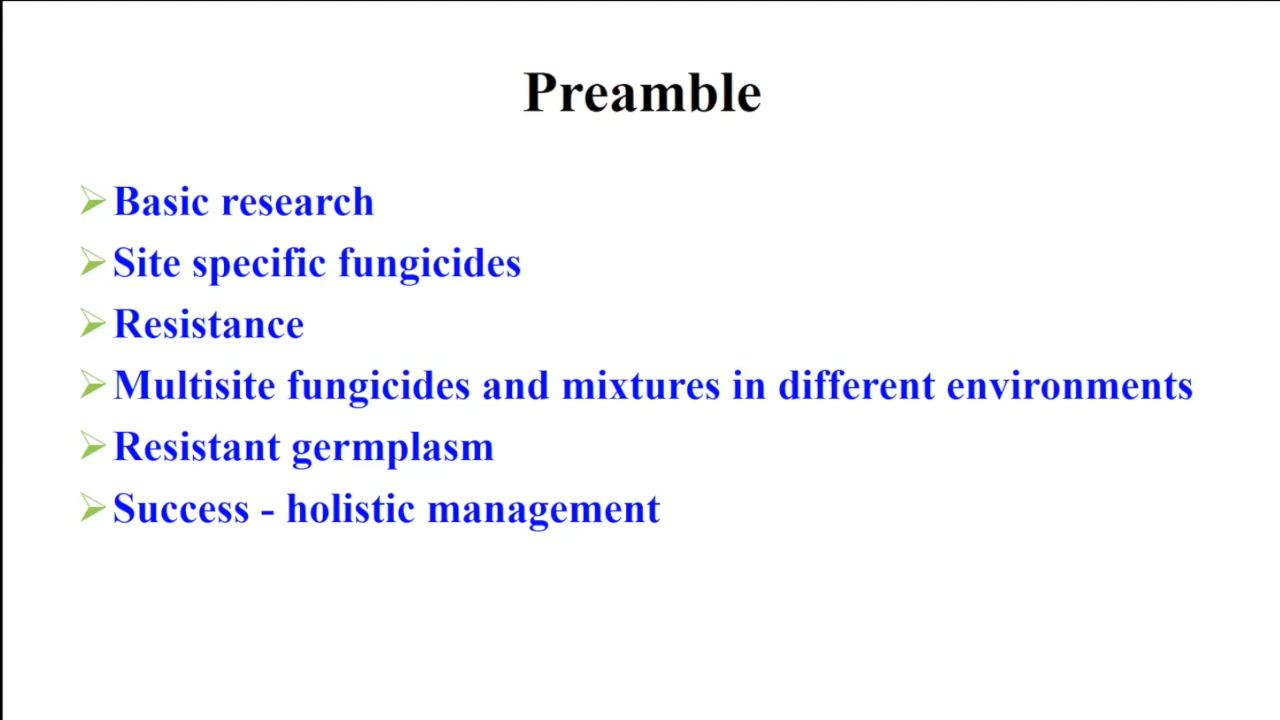 Preamble
Basic research
Site specific fungicides
Resistance
Multisite fungicides and mixtures in different environments
Resistant germplasm
Success - holistic management